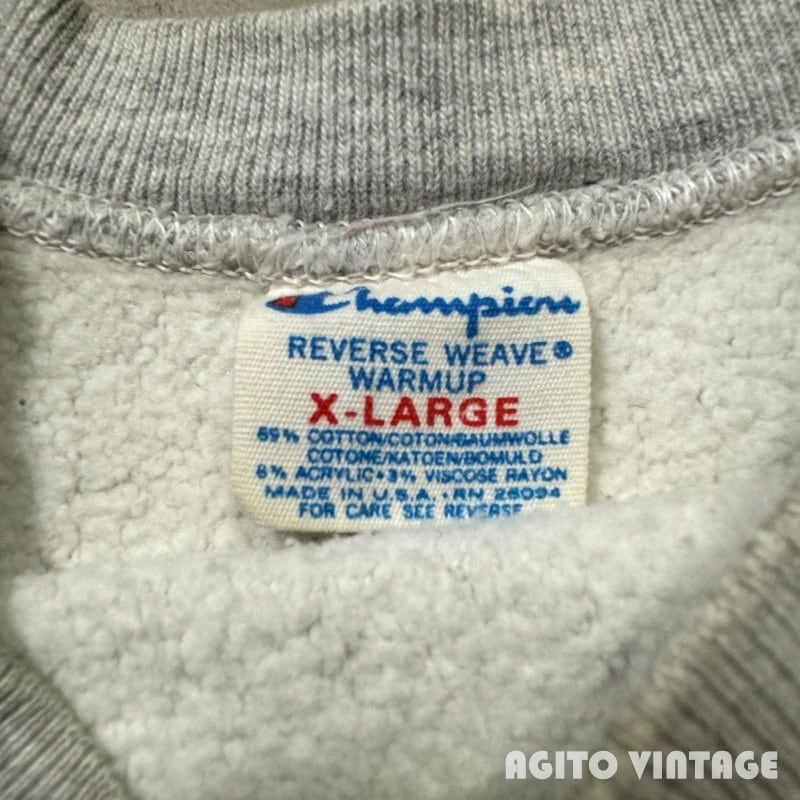 Champion
REVERSE WEAVE®
WARMUP
X-LARGE
89% COTTON/COTON/BAUMWOLLE
COTONE/KATOEN/BOMULD
8% ACRYLIC•3% VISCOSE RAYON
MADE IN U.S.A.•RN 26094
FOR CARE SEE REVERSE
AGITO VINTAGE